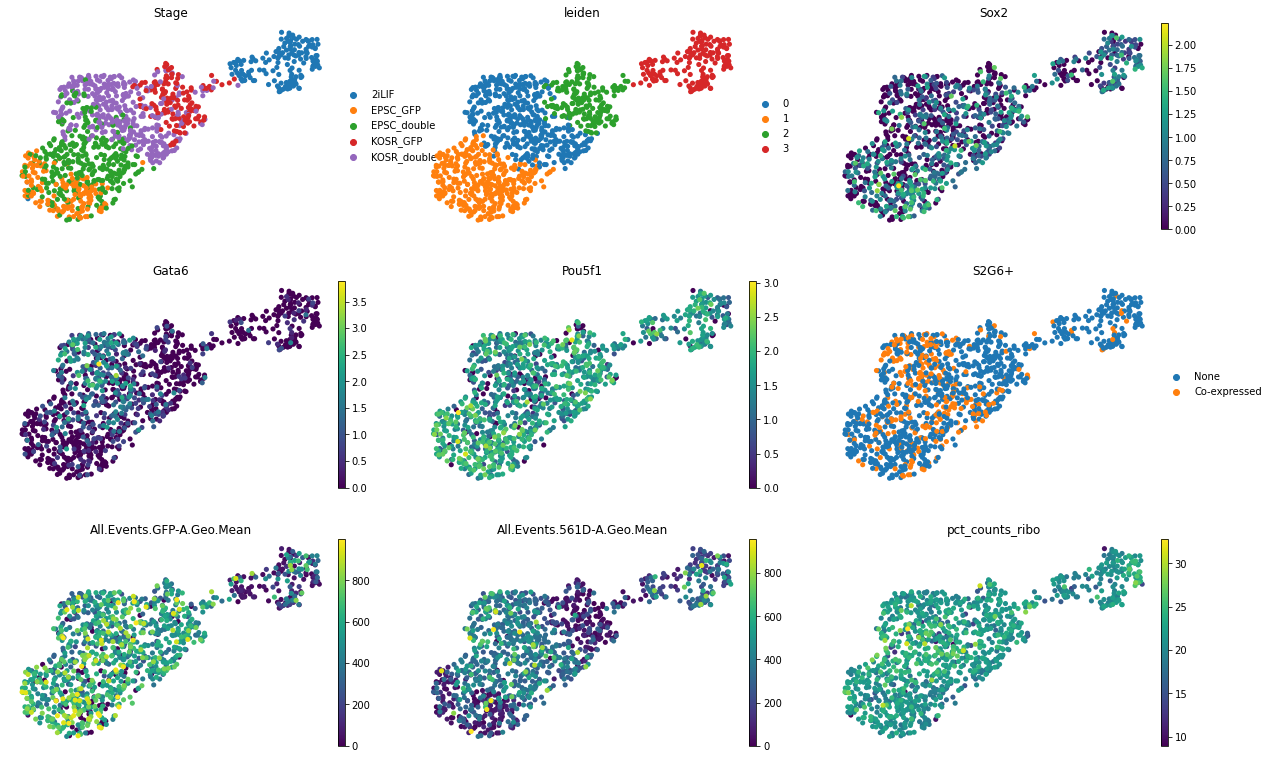 Stage
2iLIF
EPSC_GFP
EPSC_double
KOSR_GFP
KOSR_double
leiden
0
1
2
3
Sox2
2.00
1.75
1.50
1.25
1.00
0.75
0.50
0.25
0.00
Gata6
3.5
3.0
2.5
2.0
1.5
1.0
0.5
0.0
Pou5f1
3.0
2.5
2.0
1.5
1.0
0.5
0.0
S2G6+
None
Co-expressed
All.Events.GFP-A.Geo.Mean
800
600
400
200
0
All.Events.561D-A.Geo.Mean
800
600
400
200
0
pct_counts_ribo
30
25
20
15
10